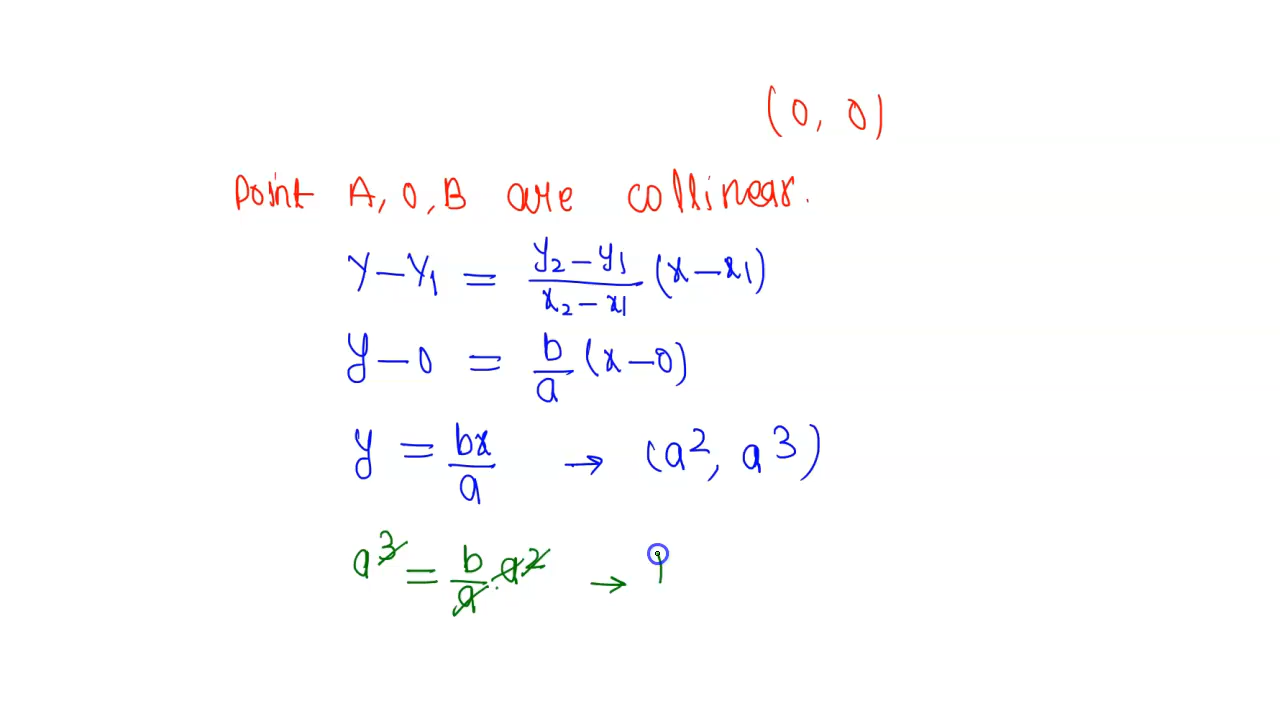 (0, 0)
Point A, O, B are collinear.
y - y₁ = (y₂ - y₁)/(x₂ - x₁) (x - x₁)
y - 0 = b/a (x - 0)
y = bx/a → (a², a³)
a³ = b/a · a² →